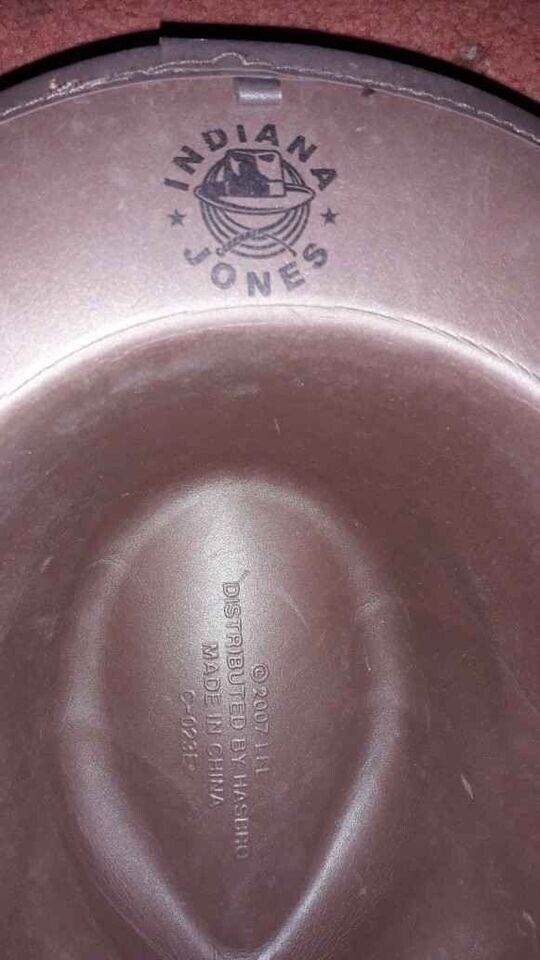 INDIANA
JONES
© 2007 LFL
DISTRIBUTED BY HASBRO
MADE IN CHINA